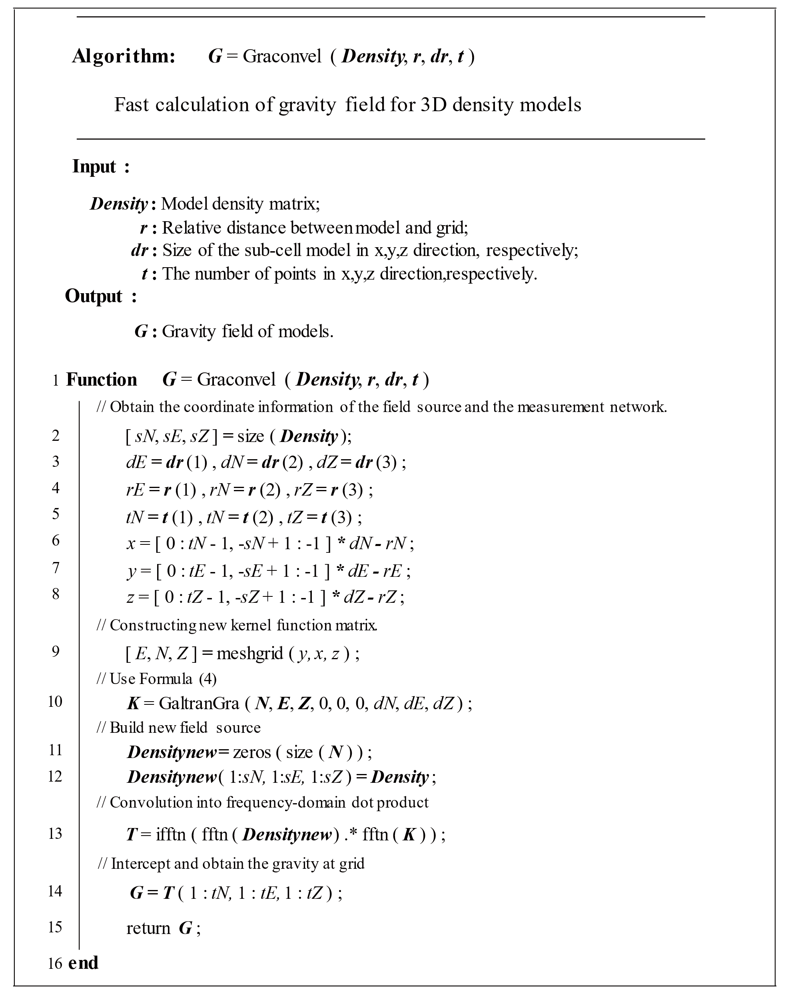 Algorithm: G = Graconvel ( Density, r, dr, t )
Fast calculation of gravity field for 3D density models
Input :
Density : Model density matrix;
r : Relative distance between model and grid;
dr : Size of the sub-cell model in x,y,z direction, respectively;
t : The number of points in x,y,z direction,respectively.
Output :
G : Gravity field of models.
1 Function G = Graconvel ( Density, r, dr, t )
// Obtain the coordinate information of the field source and the measurement network.
2 [ sN, sE, sZ ] = size ( Density );
3 dE = dr (1) , dN = dr (2) , dZ = dr (3) ;
4 rE = r (1) , rN = r (2) , rZ = r (3) ;
5 tN = t (1) , tN = t (2) , tZ = t (3) ;
6 x = [ 0 : tN - 1, -sN + 1 : -1 ] * dN - rN ;
7 y = [ 0 : tE - 1, -sE + 1 : -1 ] * dE - rE ;
8 z = [ 0 : tZ - 1, -sZ + 1 : -1 ] * dZ - rZ ;
// Constructing new kernel function matrix.
9 [ E, N, Z ] = meshgrid ( y, x, z ) ;
// Use Formula (4)
10 K = GaltranGra ( N, E, Z, 0, 0, 0, dN, dE, dZ ) ;
// Build new field source
11 Densitynew = zeros ( size ( N ) ) ;
12 Densitynew ( 1:sN, 1:sE, 1:sZ ) = Density ;
// Convolution into frequency-domain dot product
13 T = ifftn ( fftn ( Densitynew ) .* fftn ( K ) ) ;
// Intercept and obtain the gravity at grid
14 G = T ( 1 : tN, 1 : tE, 1 : tZ ) ;
15 return G ;
16 end